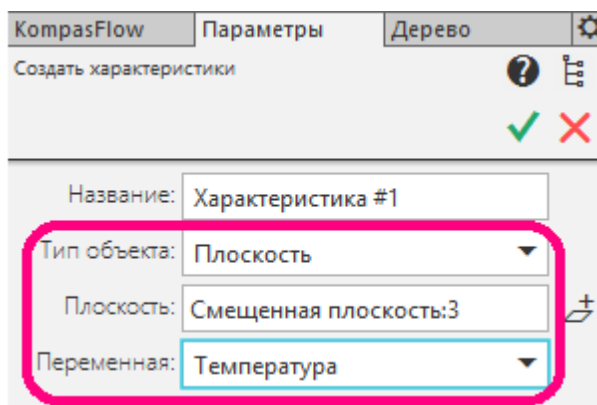 KompasFlow Параметры Дерево
Создать характеристики
Название: Характеристика #1
Тип объекта: Плоскость
Плоскость: Смещенная плоскость:3
Переменная: Температура